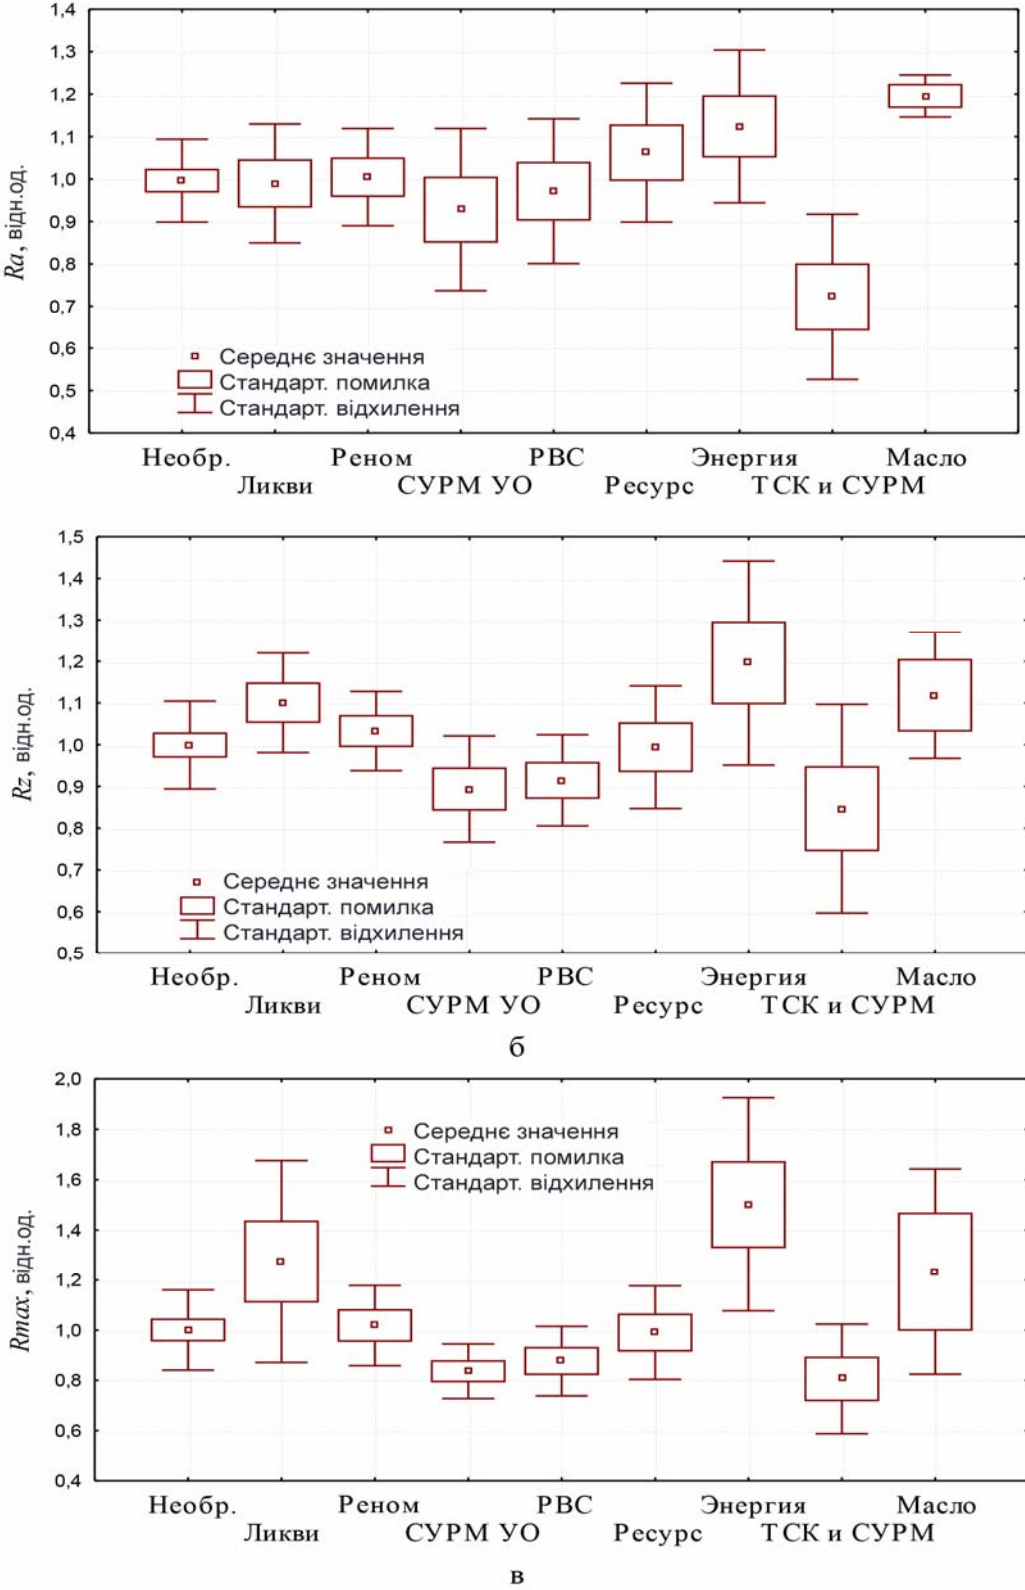 1,4
1,3
1,2
1,1
1,0
0,9
0,8
0,7
0,6
0,5
0,4
Ra, відн.од.
Середнє значення
Стандарт. помилка
Стандарт. відхилення
Необр. Реном РВС Энергия Масло
Ликви СУРМ УО Ресурс ТСК и СУРМ
1,5
1,4
1,3
1,2
1,1
1,0
0,9
0,8
0,7
0,6
0,5
Rz, відн.од.
Середнє значення
Стандарт. помилка
Стандарт. відхилення
Необр. Реном РВС Энергия Масло
Ликви СУРМ УО Ресурс ТСК и СУРМ
б
2,0
1,8
1,6
1,4
1,2
1,0
0,8
0,6
0,4
Rmax, відн.од.
Середнє значення
Стандарт. помилка
Стандарт. відхилення
Необр. Реном РВС Энергия Масло
Ликви СУРМ УО Ресурс ТСК и СУРМ
в